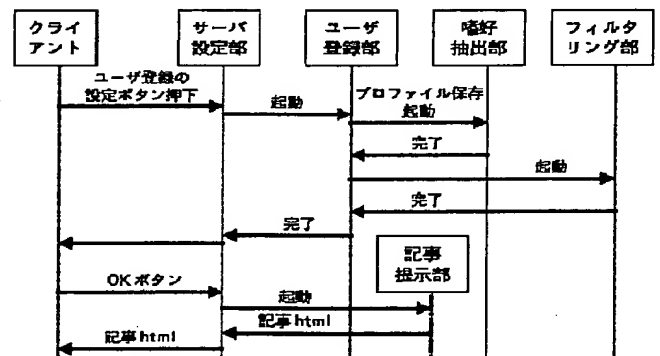 クライ
アント
サーバ
設定部
ユーザ
登録部
嗜好
抽出部
フィルタ
リング部
ユーザ登録の
設定ボタン押下
起動
プロファイル保存
起動
完了
起動
完了
完了
記事
提示部
OKボタン
起動
記事html
記事html